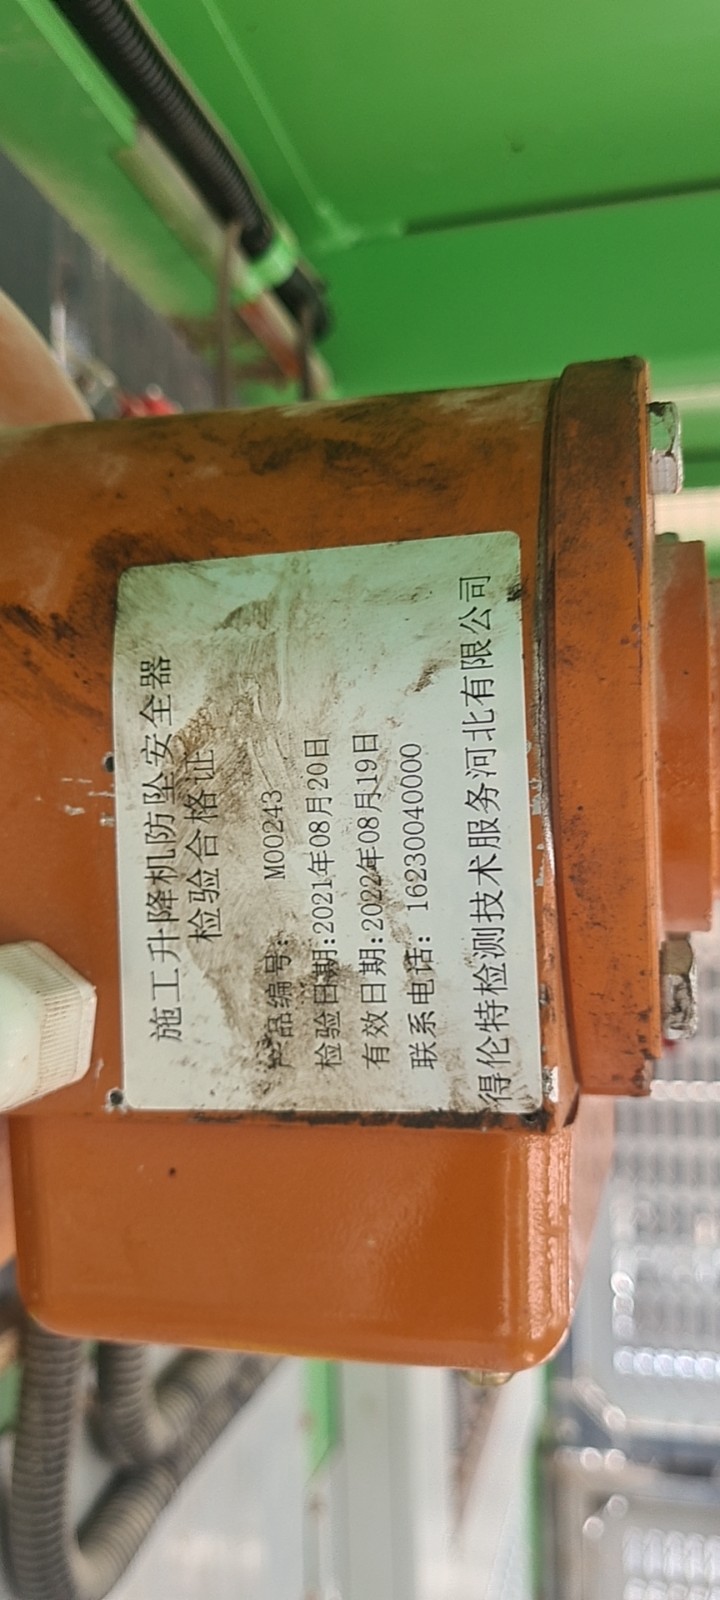 施工升降机防坠安全器
检验合格证
产品编号: M00243
检验日期:2021年08月20日
有效日期:2022年08月19日
联系电话: 16230040000
得伦特检测技术服务河北有限公司